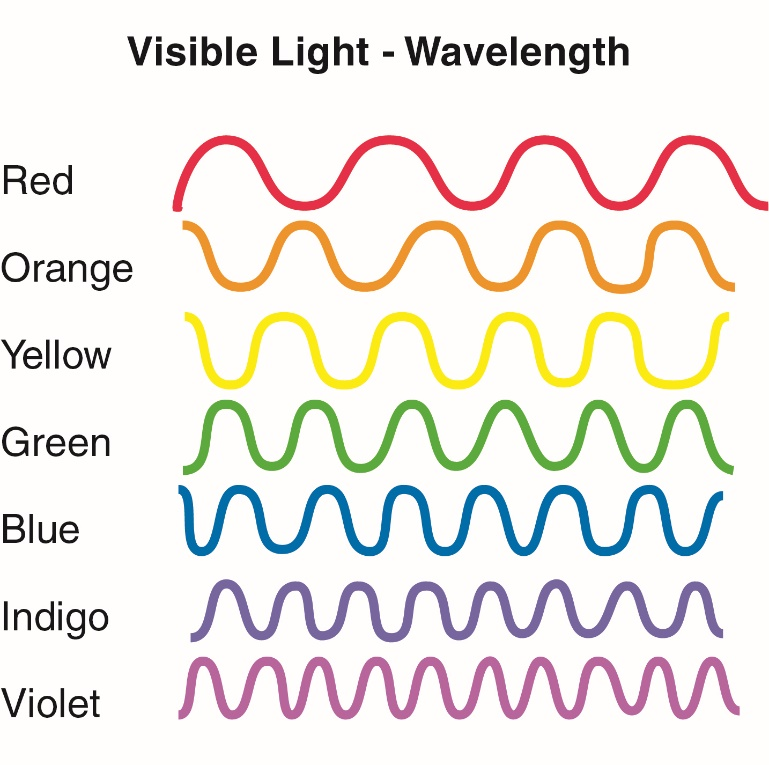 Visible Light - Wavelength
Red
Orange
Yellow
Green
Blue
Indigo
Violet